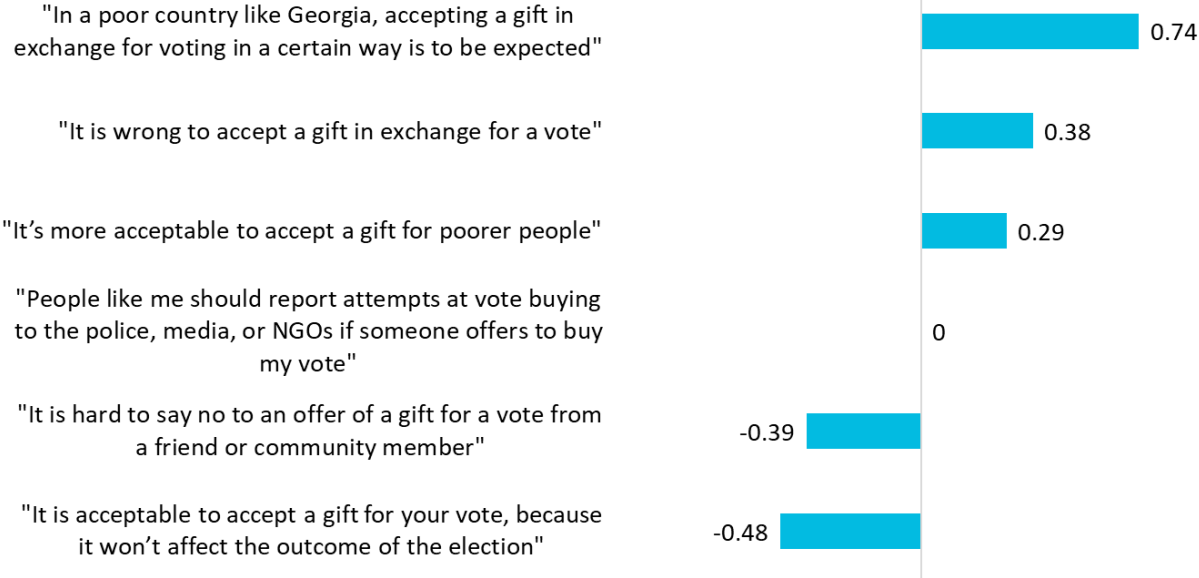 "In a poor country like Georgia, accepting a gift in
exchange for voting in a certain way is to be expected"
0.74
"It is wrong to accept a gift in exchange for a vote"
0.38
"It’s more acceptable to accept a gift for poorer people"
0.29
"People like me should report attempts at vote buying
to the police, media, or NGOs if someone offers to buy
my vote"
0
"It is hard to say no to an offer of a gift for a vote from
a friend or community member"
-0.39
"It is acceptable to accept a gift for your vote, because
it won’t affect the outcome of the election"
-0.48